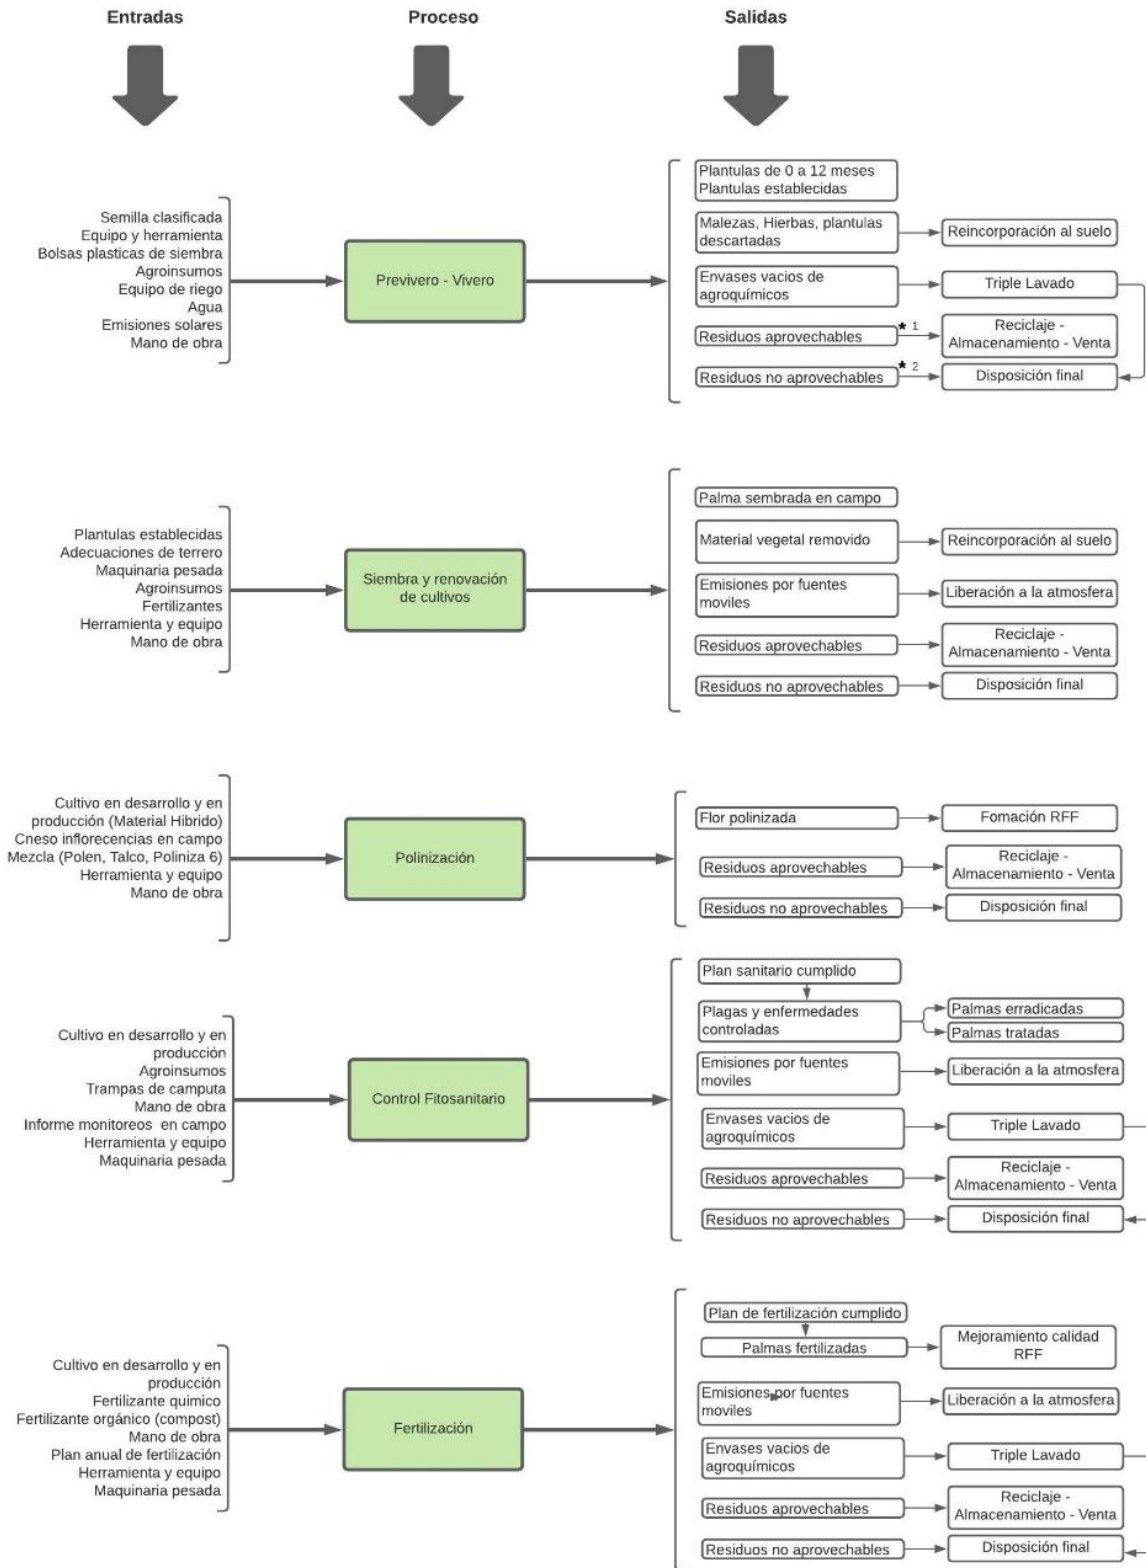 Entradas
Proceso
Salidas
Semilla clasificada
Equipo y herramienta
Bolsas plasticas de siembra
Agroinsumos
Equipo de riego
Agua
Emisiones solares
Mano de obra
Previvero - Vivero
Plantulas de 0 a 12 meses
Plantulas establecidas
Malezas, Hierbas, plantulas
descartadas
Reincorporación al suelo
Envases vacios de
agroquímicos
Triple Lavado
Residuos aprovechables
* 1
Reciclaje -
Almacenamiento - Venta
Residuos no aprovechables
* 2
Disposición final
Plantulas establecidas
Adecuaciones de terrero
Maquinaria pesada
Agroinsumos
Fertilizantes
Herramienta y equipo
Mano de obra
Siembra y renovación
de cultivos
Palma sembrada en campo
Material vegetal removido
Reincorporación al suelo
Emisiones por fuentes
moviles
Liberación a la atmosfera
Residuos aprovechables
Reciclaje -
Almacenamiento - Venta
Residuos no aprovechables
Disposición final
Cultivo en desarrollo y en
producción (Material Hibrido)
Cneso inflorecencias en campo
Mezcla (Polen, Talco, Poliniza 6)
Herramienta y equipo
Mano de obra
Polinización
Flor polinizada
Fomación RFF
Residuos aprovechables
Reciclaje -
Almacenamiento - Venta
Residuos no aprovechables
Disposición final
Cultivo en desarrollo y en
producción
Agroinsumos
Trampas de camputa
Mano de obra
Informe monitoreos en campo
Herramienta y equipo
Maquinaria pesada
Control Fitosanitario
Plan sanitario cumplido
Plagas y enfermedades
controladas
Palmas erradicadas
Palmas tratadas
Emisiones por fuentes
moviles
Liberación a la atmosfera
Envases vacios de
agroquímicos
Triple Lavado
Residuos aprovechables
Reciclaje -
Almacenamiento - Venta
Residuos no aprovechables
Disposición final
Cultivo en desarrollo y en
producción
Fertilizante quimico
Fertilizante orgánico (compost)
Mano de obra
Plan anual de fertilización
Herramienta y equipo
Maquinaria pesada
Fertilización
Plan de fertilización cumplido
Palmas fertilizadas
Mejoramiento calidad
RFF
Emisiones por fuentes
moviles
Liberación a la atmosfera
Envases vacios de
agroquímicos
Triple Lavado
Residuos aprovechables
Reciclaje -
Almacenamiento - Venta
Residuos no aprovechables
Disposición final